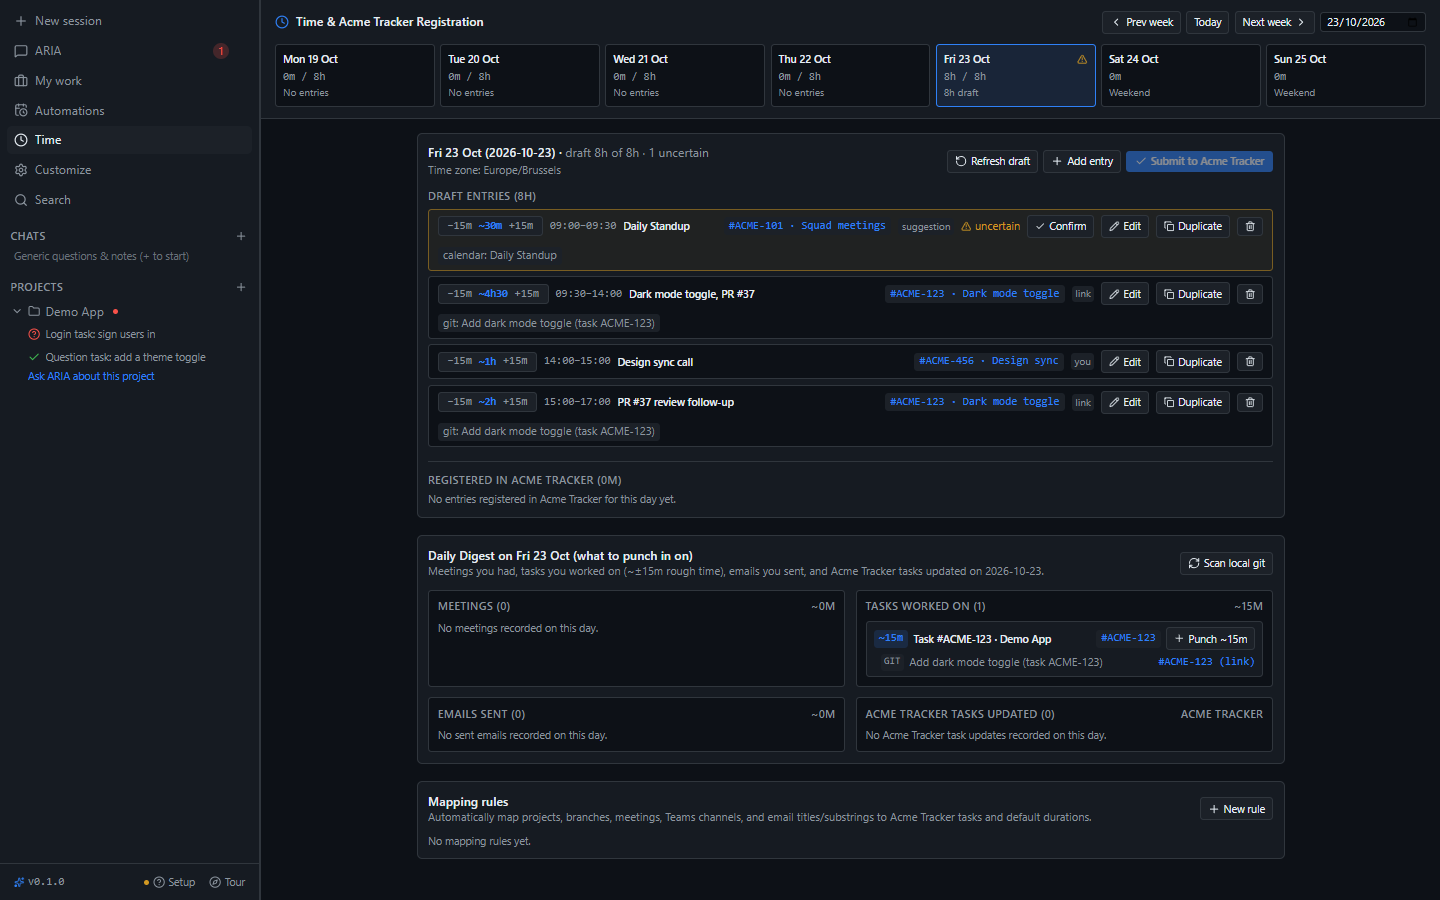 New session
ARIA 1
My work
Automations
Time
Customize
Search
CHATS
Generic questions & notes (+ to start)
PROJECTS
Demo App
Login task: sign users in
Question task: add a theme toggle
Ask ARIA about this project
v0.1.0 Setup Tour
Time & Acme Tracker Registration
Prev week Today Next week 23/10/2026
Mon 19 Oct
0m / 8h
No entries
Tue 20 Oct
0m / 8h
No entries
Wed 21 Oct
0m / 8h
No entries
Thu 22 Oct
0m / 8h
No entries
Fri 23 Oct
8h / 8h
8h draft
Sat 24 Oct
0m
Weekend
Sun 25 Oct
0m
Weekend
Fri 23 Oct (2026-10-23) · draft 8h of 8h · 1 uncertain
Time zone: Europe/Brussels
Refresh draft Add entry Submit to Acme Tracker
DRAFT ENTRIES (8H)
−15m ~30m +15m 09:00–09:30 Daily Standup #ACME-101 · Squad meetings suggestion uncertain Confirm Edit Duplicate
calendar: Daily Standup
−15m ~4h30 +15m 09:30–14:00 Dark mode toggle, PR #37 #ACME-123 · Dark mode toggle link Edit Duplicate
git: Add dark mode toggle (task ACME-123)
−15m ~1h +15m 14:00–15:00 Design sync call #ACME-456 · Design sync you Edit Duplicate
−15m ~2h +15m 15:00–17:00 PR #37 review follow-up #ACME-123 · Dark mode toggle link Edit Duplicate
git: Add dark mode toggle (task ACME-123)
REGISTERED IN ACME TRACKER (0M)
No entries registered in Acme Tracker for this day yet.
Daily Digest on Fri 23 Oct (what to punch in on)
Meetings you had, tasks you worked on (~±15m rough time), emails you sent, and Acme Tracker tasks updated on 2026-10-23.
Scan local git
MEETINGS (0) ~0M
No meetings recorded on this day.
TASKS WORKED ON (1) ~15M
~15m Task #ACME-123 · Demo App #ACME-123 Punch ~15m
GIT Add dark mode toggle (task ACME-123) #ACME-123 (link)
EMAILS SENT (0) ~0M
No sent emails recorded on this day.
ACME TRACKER TASKS UPDATED (0) ACME TRACKER
No Acme Tracker task updates recorded on this day.
Mapping rules
Automatically map projects, branches, meetings, Teams channels, and email titles/substrings to Acme Tracker tasks and default durations.
New rule
No mapping rules yet.